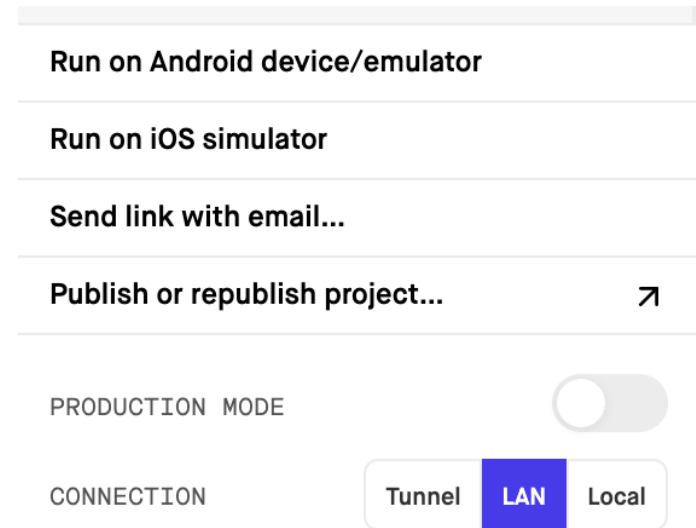 Run on Android device/emulator
Run on iOS simulator
Send link with email...
Publish or republish project...
PRODUCTION MODE
CONNECTION Tunnel LAN Local